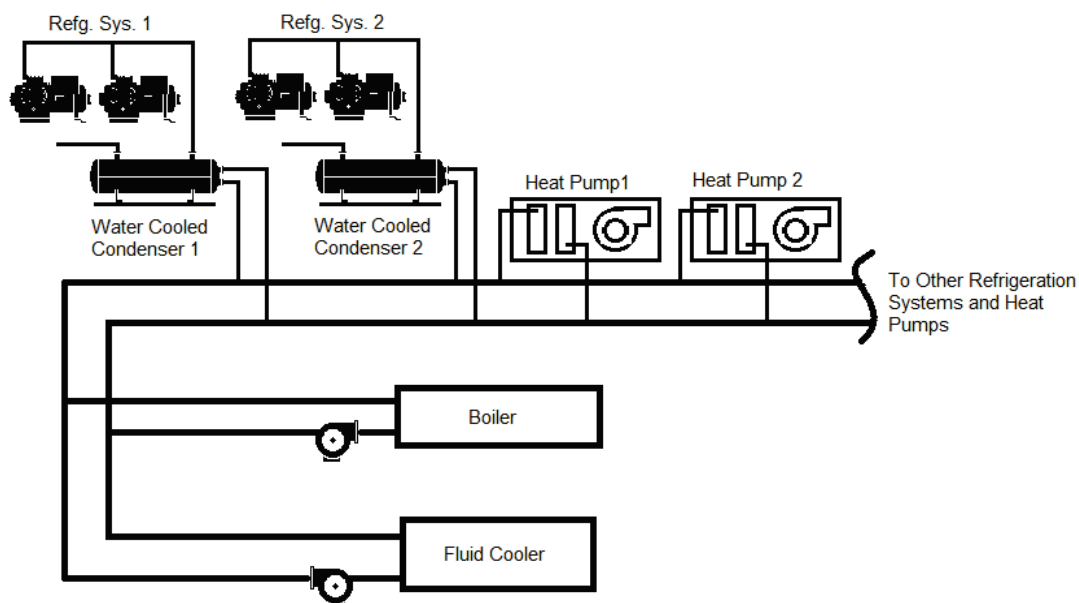 Refg. Sys. 1
Refg. Sys. 2
Water Cooled
Condenser 1
Water Cooled
Condenser 2
Heat Pump1
Heat Pump 2
To Other Refrigeration
Systems and Heat
Pumps
Boiler
Fluid Cooler